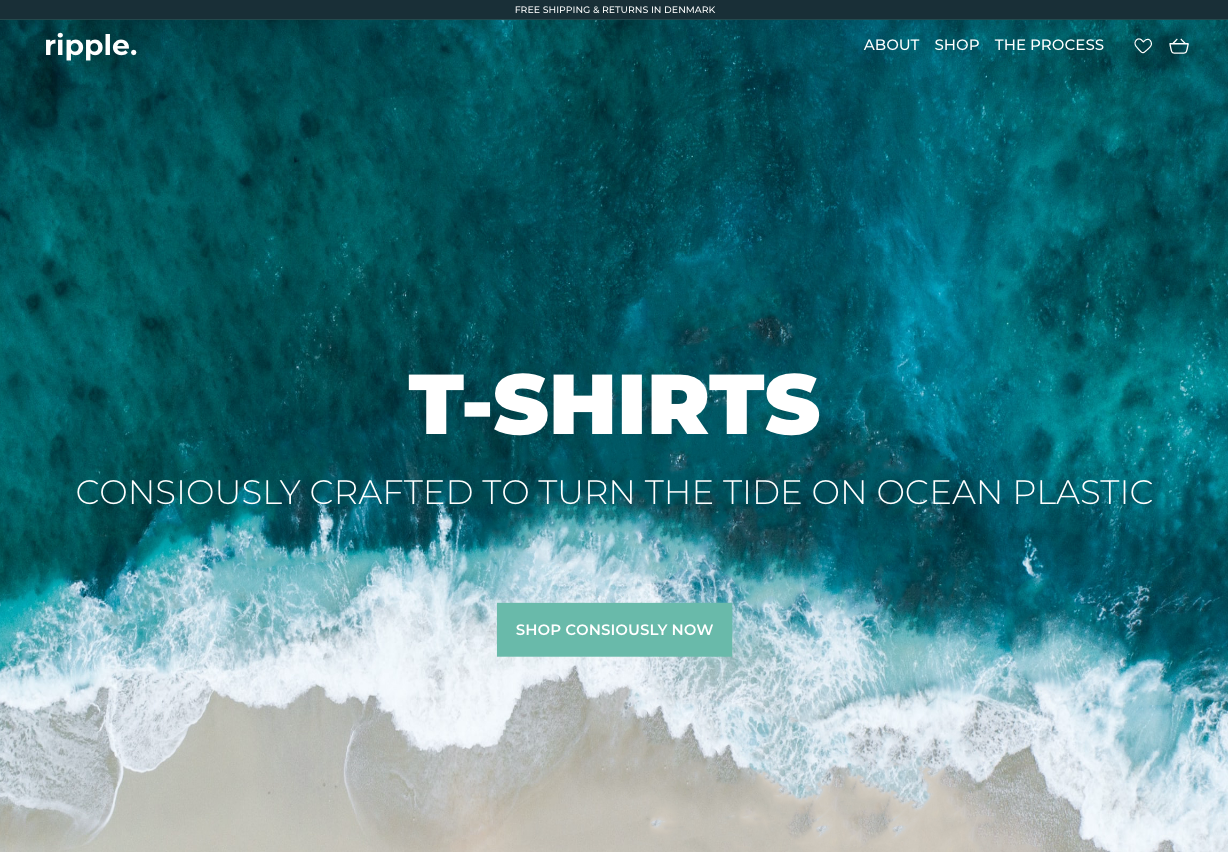 FREE SHIPPING & RETURNS IN DENMARK
ripple.
ABOUT SHOP THE PROCESS
T-SHIRTS
CONSIOUSLY CRAFTED TO TURN THE TIDE ON OCEAN PLASTIC
SHOP CONSIOUSLY NOW